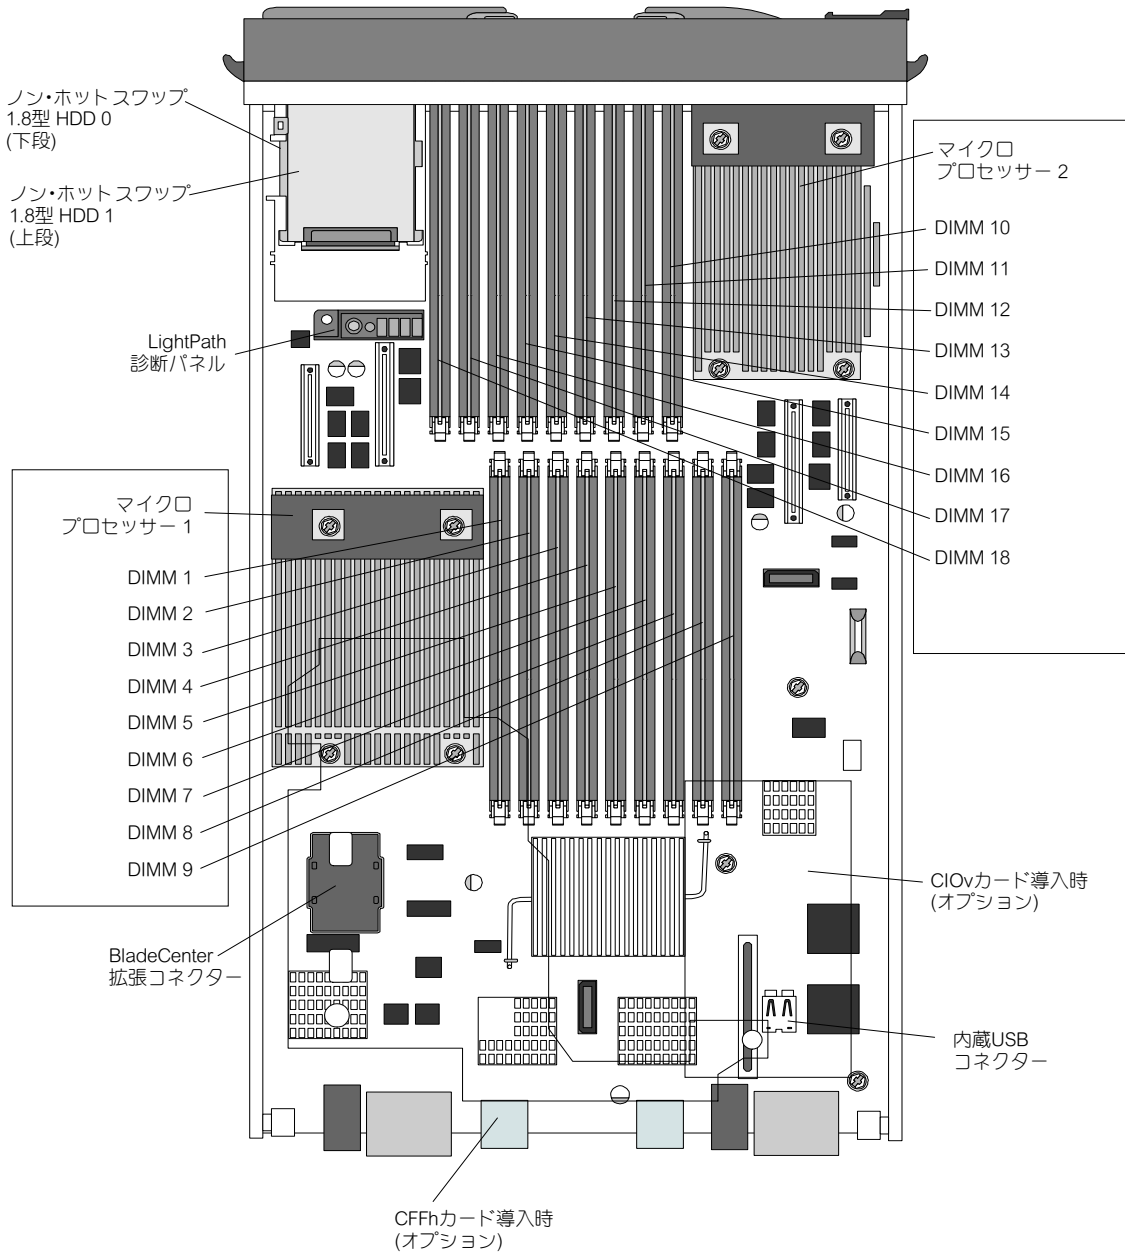 ノン・ホット スワップ
1.8型 HDD 0
(下段)
ノン・ホット スワップ
1.8型 HDD 1
(上段)
LightPath
診断パネル
マイクロ
プロセッサー 2
DIMM 10
DIMM 11
DIMM 12
DIMM 13
DIMM 14
DIMM 15
DIMM 16
DIMM 17
DIMM 18
マイクロ
プロセッサー 1
DIMM 1
DIMM 2
DIMM 3
DIMM 4
DIMM 5
DIMM 6
DIMM 7
DIMM 8
DIMM 9
BladeCenter
拡張コネクター
CIOvカード導入時
(オプション)
内蔵USB
コネクター
CFFhカード導入時
(オプション)